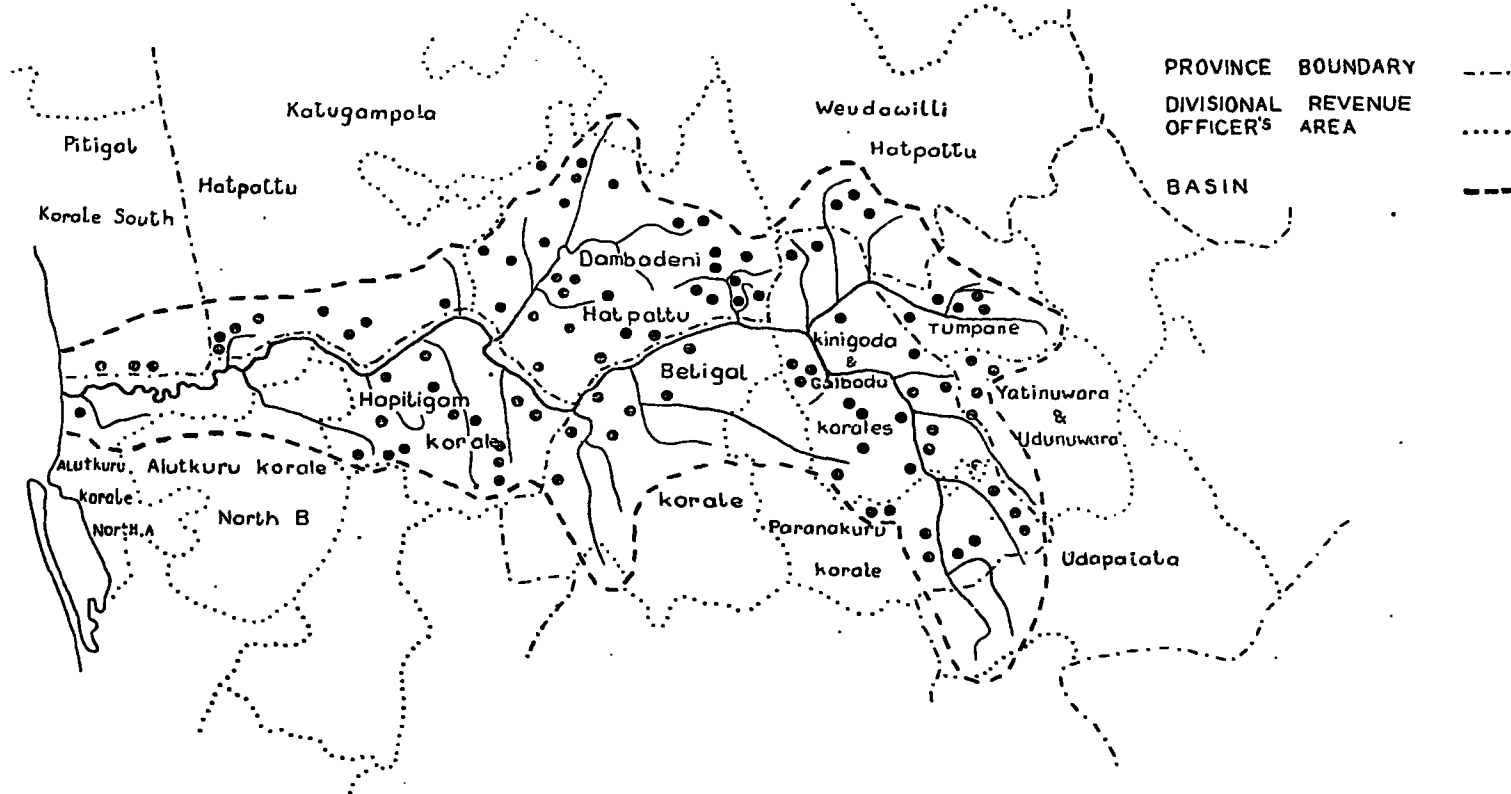 PROVINCE BOUNDARY
DIVISIONAL REVENUE
OFFICER'S AREA
BASIN
Katugampola
Hatpattu
Pitigal
Korale South
Weudawilli
Hatpattu
Dambadeni
Hatpattu
Tumpane
Kinigoda
&
Galbodu
korales
Beligal
korale
Yatinuwara
&
Udunuwara
Hapitigam
korale
Alutkuru
korale
North.A
Alutkuru korale
North B
Paranakuru
korale
Udapalata